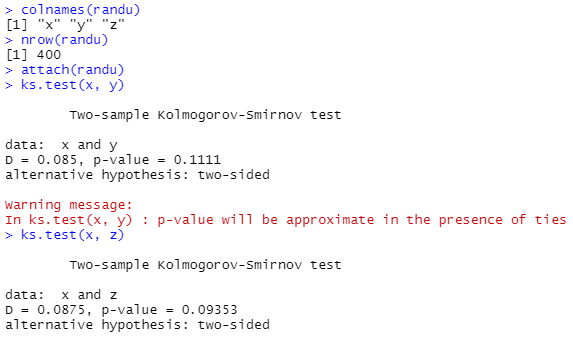 > colnames(randu)
[1] "x" "y" "z"
> nrow(randu)
[1] 400
> attach(randu)
> ks.test(x, y)
Two-sample Kolmogorov-Smirnov test
data:  x and y
D = 0.085, p-value = 0.1111
alternative hypothesis: two-sided
Warning message:
In ks.test(x, y) : p-value will be approximate in the presence of ties
> ks.test(x, z)
Two-sample Kolmogorov-Smirnov test
data:  x and z
D = 0.0875, p-value = 0.09353
alternative hypothesis: two-sided